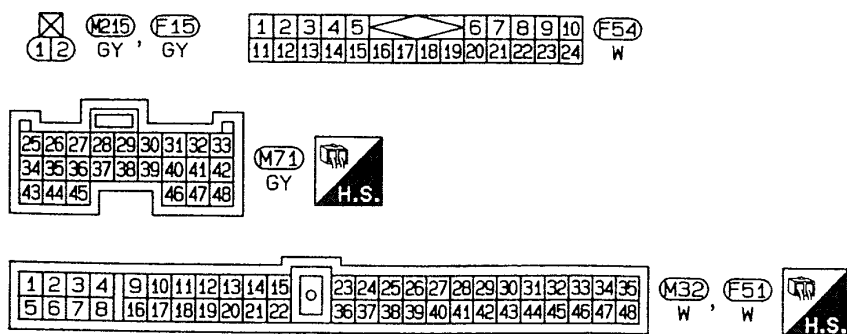 1 2 M215 GY , F15 GY
1 2 3 4 5 6 7 8 9 10 F54
11 12 13 14 15 16 17 18 19 20 21 22 23 24 W
25 26 27 28 29 30 31 32 33
34 35 36 37 38 39 40 41 42 M71
43 44 45 46 47 48 GY
H.S.
1 2 3 4 9 10 11 12 13 14 15 23 24 25 26 27 28 29 30 31 32 33 34 35 M32 , F51
5 6 7 8 16 17 18 19 20 21 22 36 37 38 39 40 41 42 43 44 45 46 47 48 W W
H.S.